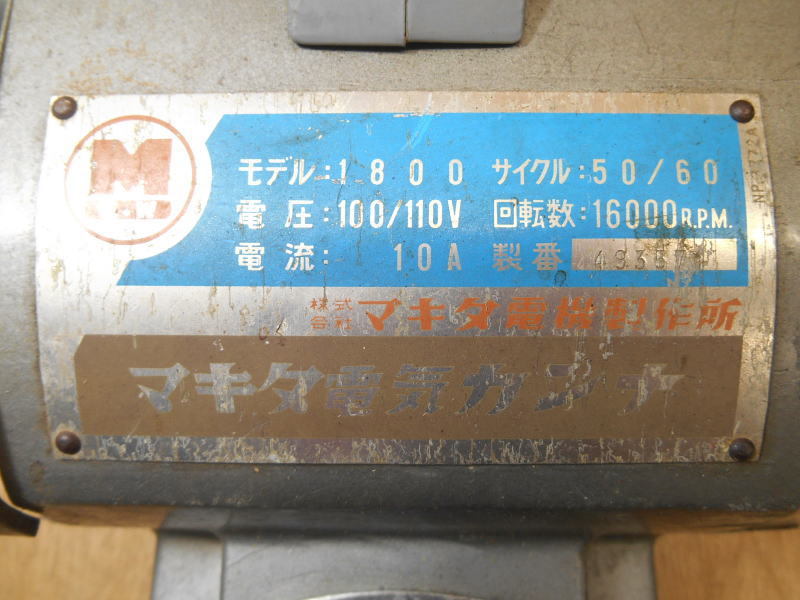 M
モデル:1800 サイクル:50/60
電圧:100/110V 回転数:16000R.P.M.
電流: 10A 製番
株式会社 マキタ電機製作所
マキタ電気カンナ